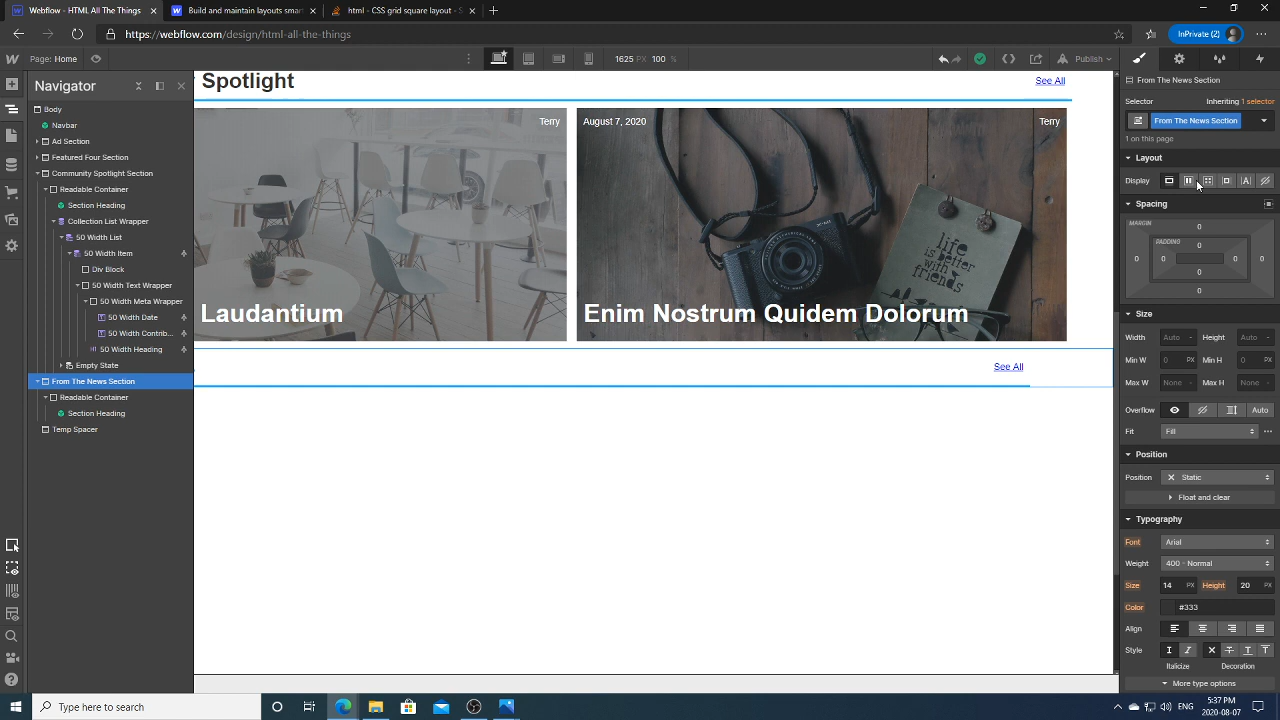 Webflow - HTML All The Things
Build and maintain layouts smar
html - CSS grid square layout - S
https://webflow.com/design/html-all-the-things
InPrivate (2)
Page: Home
1625 PX 100 %
Publish
Navigator
Body
Navbar
Ad Section
Featured Four Section
Community Spotlight Section
Readable Container
Section Heading
Collection List Wrapper
50 Width List
50 Width Item
Div Block
50 Width Text Wrapper
50 Width Meta Wrapper
50 Width Date
50 Width Contrib...
50 Width Heading
Empty State
From The News Section
Readable Container
Section Heading
Temp Spacer
Spotlight
See All
Terry
Laudantium
August 7, 2020
Terry
life
is better
with
friends
Enim Nostrum Quidem Dolorum
See All
From The News Section
Selector
Inheriting 1 selector
From The News Section
1 on this page
Layout
Display
Spacing
MARGIN
0
PADDING
0
0 0 0 0
0
0
Size
Width Auto - Height Auto -
Min W 0 PX Min H 0 PX
Max W None - Max H None -
Overflow Auto
Fit Fill
Position
Position Static
Float and clear
Typography
Font Arial
Weight 400 - Normal
Size 14 PX Height 20 PX
Color #333
Align
Style
Italicize Decoration
More type options
Type here to search
ENG
5:37 PM
2020-08-07